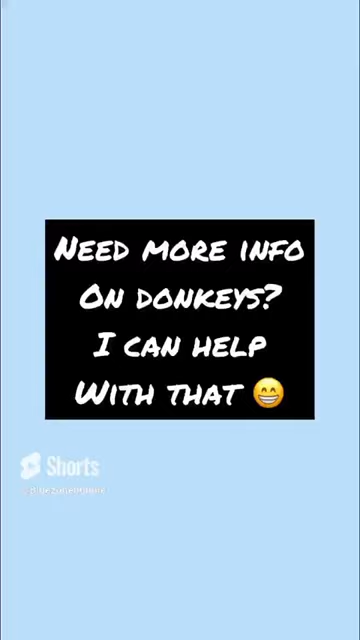 Need more info
on donkeys?
I can help
with that 😁
Shorts